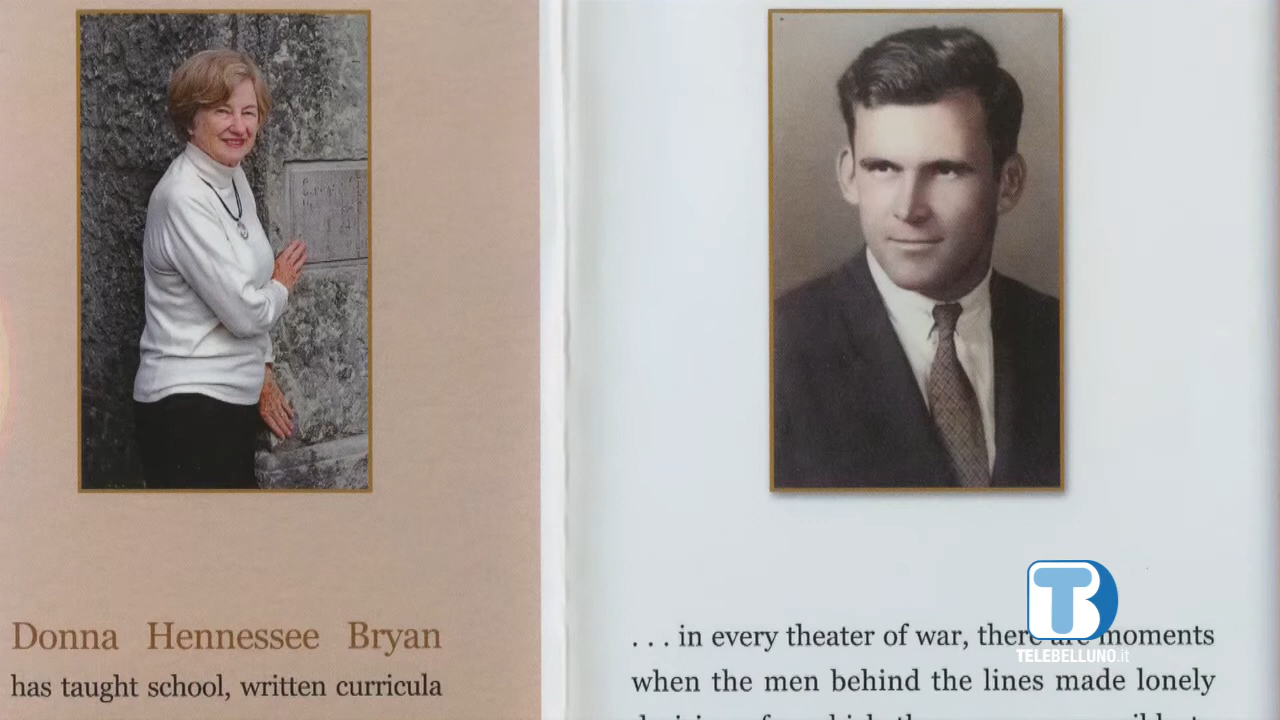 Donna Hennessee Bryan
has taught school, written curricula
. . . in every theater of war, there are moments
when the men behind the lines made lonely
TB
TELEBELLUNO.it